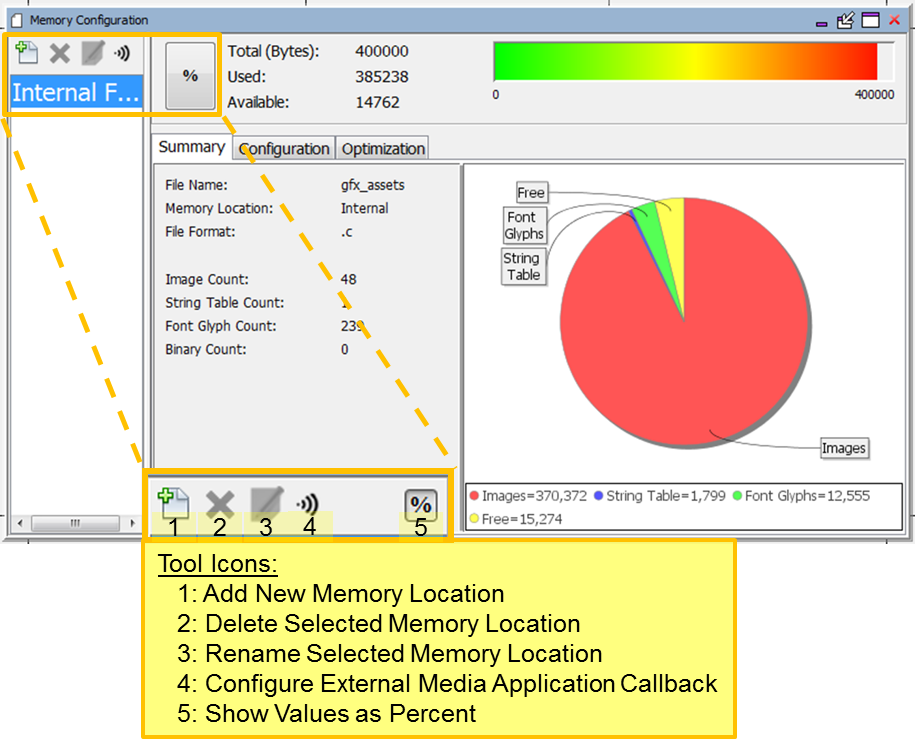 Memory Configuration
Internal F...
%
Total (Bytes): 400000
Used: 385238
Available: 14762
0 400000
Summary Configuration Optimization
File Name: gfx_assets
Memory Location: Internal
File Format: .c
Image Count: 48
String Table Count:
Font Glyph Count: 239
Binary Count: 0
Free
Font
Glyphs
String
Table
Images
Images=370,372 String Table=1,799 Font Glyphs=12,555
Free=15,274
%
1 2 3 4 5
Tool Icons:
1: Add New Memory Location
2: Delete Selected Memory Location
3: Rename Selected Memory Location
4: Configure External Media Application Callback
5: Show Values as Percent